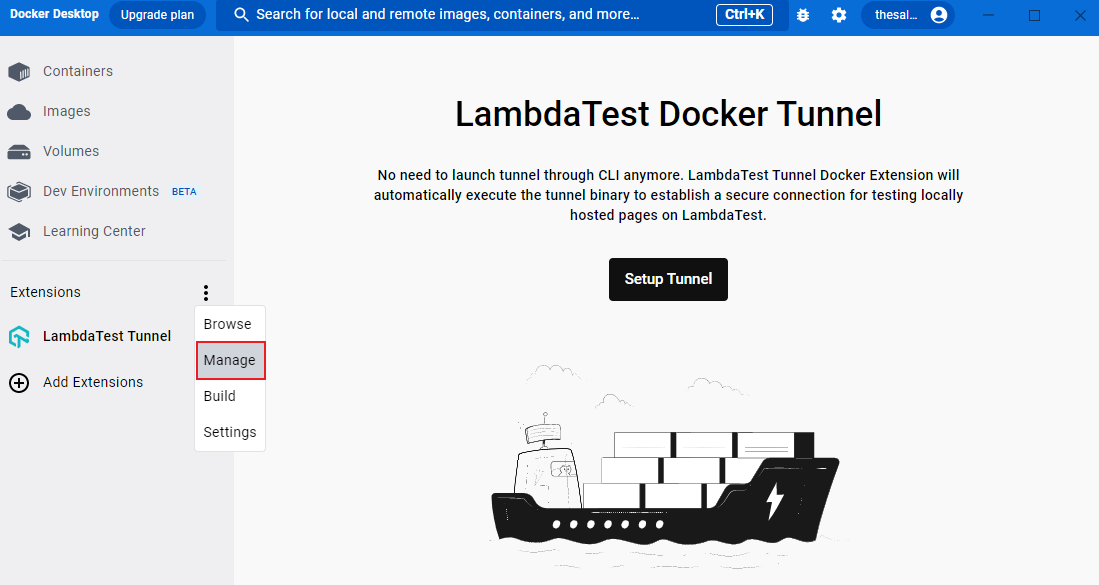 Docker Desktop
Upgrade plan
Search for local and remote images, containers, and more...
Ctrl+K
thesal...
Containers
Images
Volumes
Dev Environments BETA
Learning Center
Extensions
LambdaTest Tunnel
Add Extensions
Browse
Manage
Build
Settings
LambdaTest Docker Tunnel
No need to launch tunnel through CLI anymore. LambdaTest Tunnel Docker Extension will
automatically execute the tunnel binary to establish a secure connection for testing locally
hosted pages on LambdaTest.
Setup Tunnel